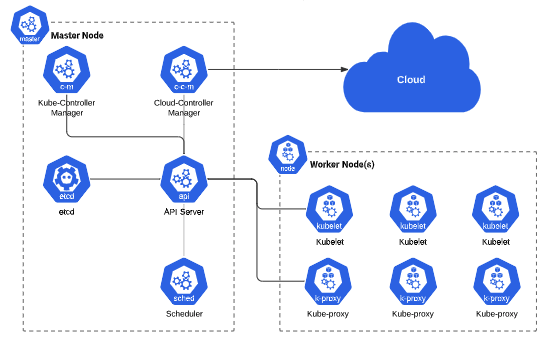 master
Master Node
c-m
Kube-Controller
Manager
c-c-m
Cloud-Controller
Manager
Cloud
etcd
etcd
api
API Server
sched
Scheduler
node
Worker Node(s)
kubelet
Kubelet
kubelet
Kubelet
kubelet
Kubelet
k-proxy
Kube-proxy
k-proxy
Kube-proxy
k-proxy
Kube-proxy